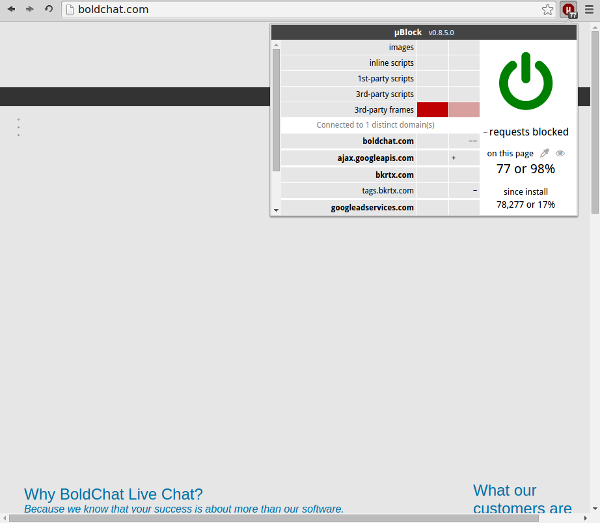 boldchat.com
77
µBlock v0.8.5.0
images
inline scripts
1st-party scripts
3rd-party scripts
3rd-party frames
Connected to 1 distinct domain(s)
boldchat.com −−
ajax.googleapis.com +
bkrtx.com
tags.bkrtx.com −
googleadservices.com
− requests blocked
on this page
77 or 98%
since install
78,277 or 17%
Why BoldChat Live Chat?
Because we know that your success is about more than our software.
What our
customers are